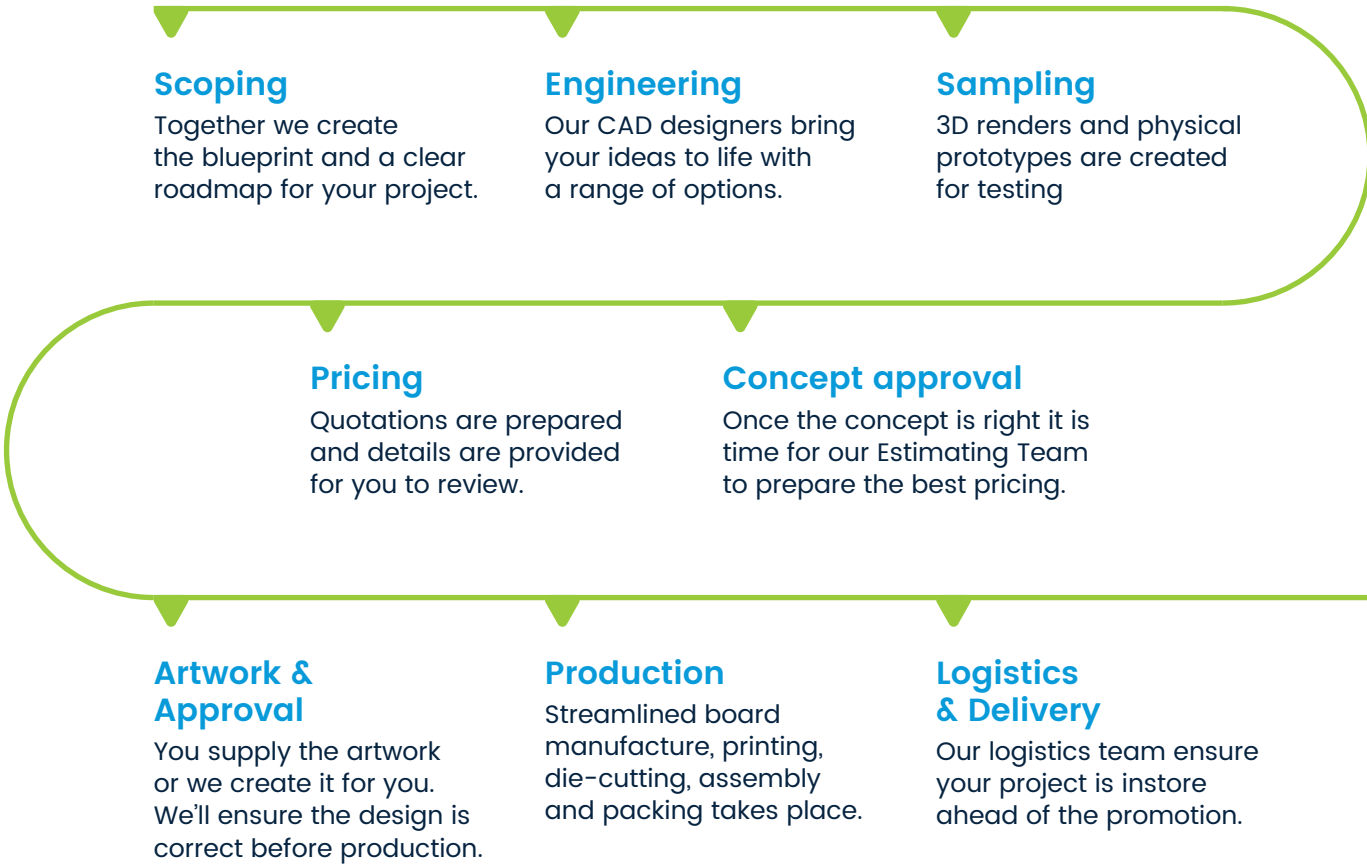 Scoping
Together we create
the blueprint and a clear
roadmap for your project.
Engineering
Our CAD designers bring
your ideas to life with
a range of options.
Sampling
3D renders and physical
prototypes are created
for testing
Pricing
Quotations are prepared
and details are provided
for you to review.
Concept approval
Once the concept is right it is
time for our Estimating Team
to prepare the best pricing.
Artwork &
Approval
You supply the artwork
or we create it for you.
We’ll ensure the design is
correct before production.
Production
Streamlined board
manufacture, printing,
die-cutting, assembly
and packing takes place.
Logistics
& Delivery
Our logistics team ensure
your project is instore
ahead of the promotion.